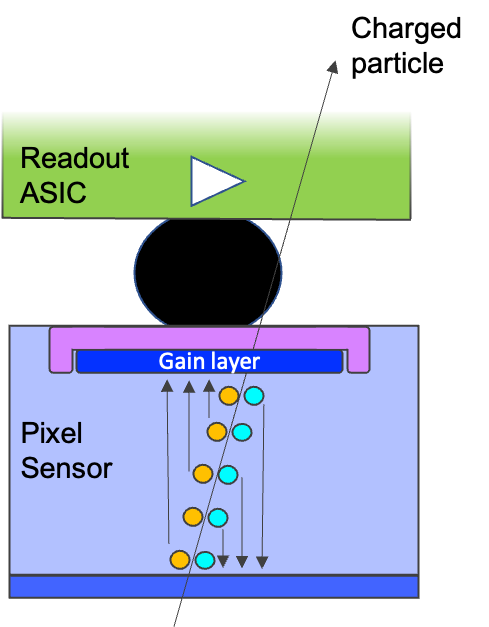 Charged
particle
Readout
ASIC
Gain layer
Pixel
Sensor